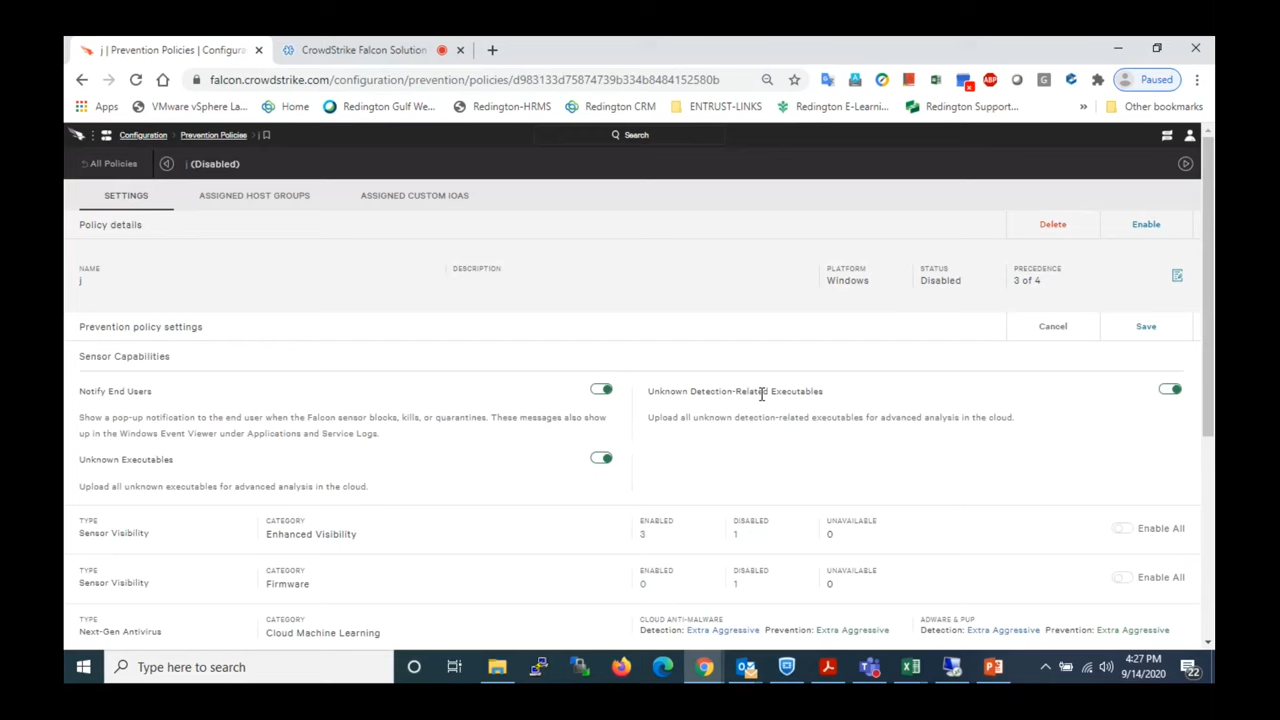 j | Prevention Policies | Configura
CrowdStrike Falcon Solution
falcon.crowdstrike.com/configuration/prevention/policies/d983133d75874739b334b8484152580b
Paused
Apps
VMware vSphere La...
Home
Redington Gulf We...
Redington-HRMS
Redington CRM
ENTRUST-LINKS
Redington E-Learni...
Redington Support...
Other bookmarks
Configuration
Prevention Policies
j
Search
All Policies
j (Disabled)
SETTINGS
ASSIGNED HOST GROUPS
ASSIGNED CUSTOM IOAS
Policy details
Delete
Enable
NAME
DESCRIPTION
PLATFORM
STATUS
PRECEDENCE
j
Windows
Disabled
3 of 4
Prevention policy settings
Cancel
Save
Sensor Capabilities
Notify End Users
Show a pop-up notification to the end user when the Falcon sensor blocks, kills, or quarantines. These messages also show
up in the Windows Event Viewer under Applications and Service Logs.
Unknown Detection-Related Executables
Upload all unknown detection-related executables for advanced analysis in the cloud.
Unknown Executables
Upload all unknown executables for advanced analysis in the cloud.
TYPE
CATEGORY
ENABLED
DISABLED
UNAVAILABLE
Sensor Visibility
Enhanced Visibility
3
1
0
Enable All
TYPE
CATEGORY
ENABLED
DISABLED
UNAVAILABLE
Sensor Visibility
Firmware
0
1
0
Enable All
TYPE
CATEGORY
CLOUD ANTI-MALWARE
ADWARE & PUP
Next-Gen Antivirus
Cloud Machine Learning
Detection: Extra Aggressive Prevention: Extra Aggressive
Detection: Extra Aggressive Prevention: Extra Aggressive
Type here to search
4:27 PM
9/14/2020
22